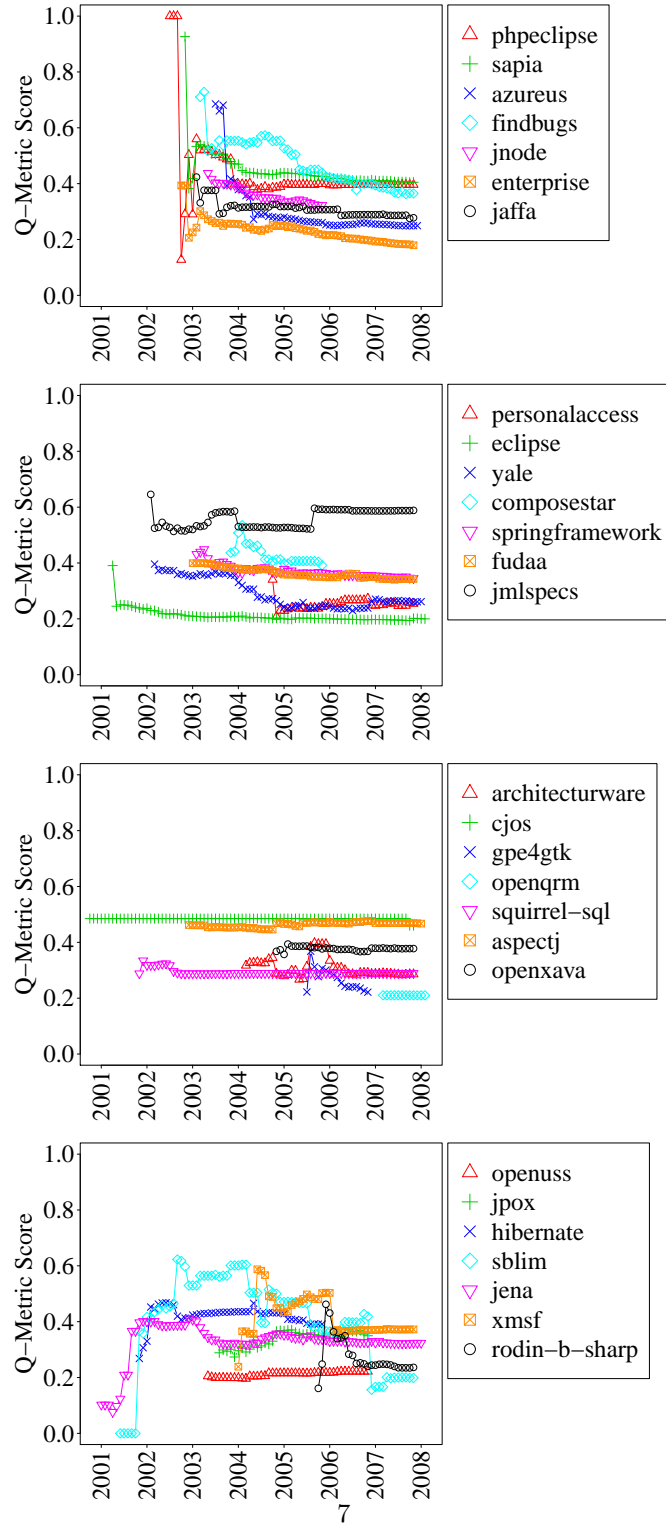 Q−Metric Score
1.0
0.8
0.6
0.4
0.2
0.0
2001
2002
2003
2004
2005
2006
2007
2008
phpeclipse
sapia
azureus
findbugs
jnode
enterprise
jaffa
Q−Metric Score
1.0
0.8
0.6
0.4
0.2
0.0
2001
2002
2003
2004
2005
2006
2007
2008
personalaccess
eclipse
yale
composestar
springframework
fudaa
jmlspecs
Q−Metric Score
1.0
0.8
0.6
0.4
0.2
0.0
2001
2002
2003
2004
2005
2006
2007
2008
architecturware
cjos
gpe4gtk
openqrm
squirrel−sql
aspectj
openxava
Q−Metric Score
1.0
0.8
0.6
0.4
0.2
0.0
2001
2002
2003
2004
2005
2006
2007
2008
openuss
jpox
hibernate
sblim
jena
xmsf
rodin−b−sharp
7